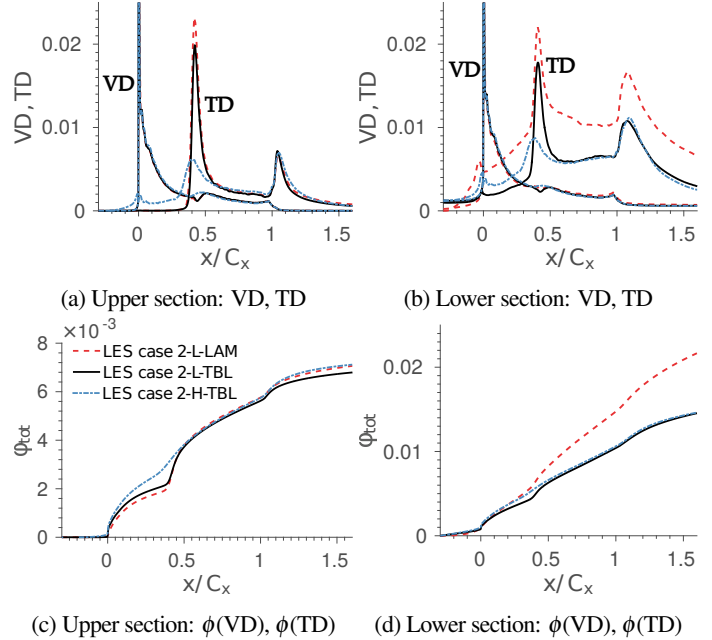 0.02
0.01
0
VD, TD
VD
TD
0 0.5 1 1.5
x/ Cx
(a) Upper section: VD, TD
0.02
0.01
0
VD, TD
VD
TD
0 0.5 1 1.5
x/ Cx
(b) Lower section: VD, TD
×10⁻³
8
6
4
2
0
φtot
LES case 2-L-LAM
LES case 2-L-TBL
LES case 2-H-TBL
0 0.5 1 1.5
x/ Cx
(c) Upper section: ϕ(VD), ϕ(TD)
0.02
0.01
0
φtot
0 0.5 1 1.5
x/ Cx
(d) Lower section: ϕ(VD), ϕ(TD)